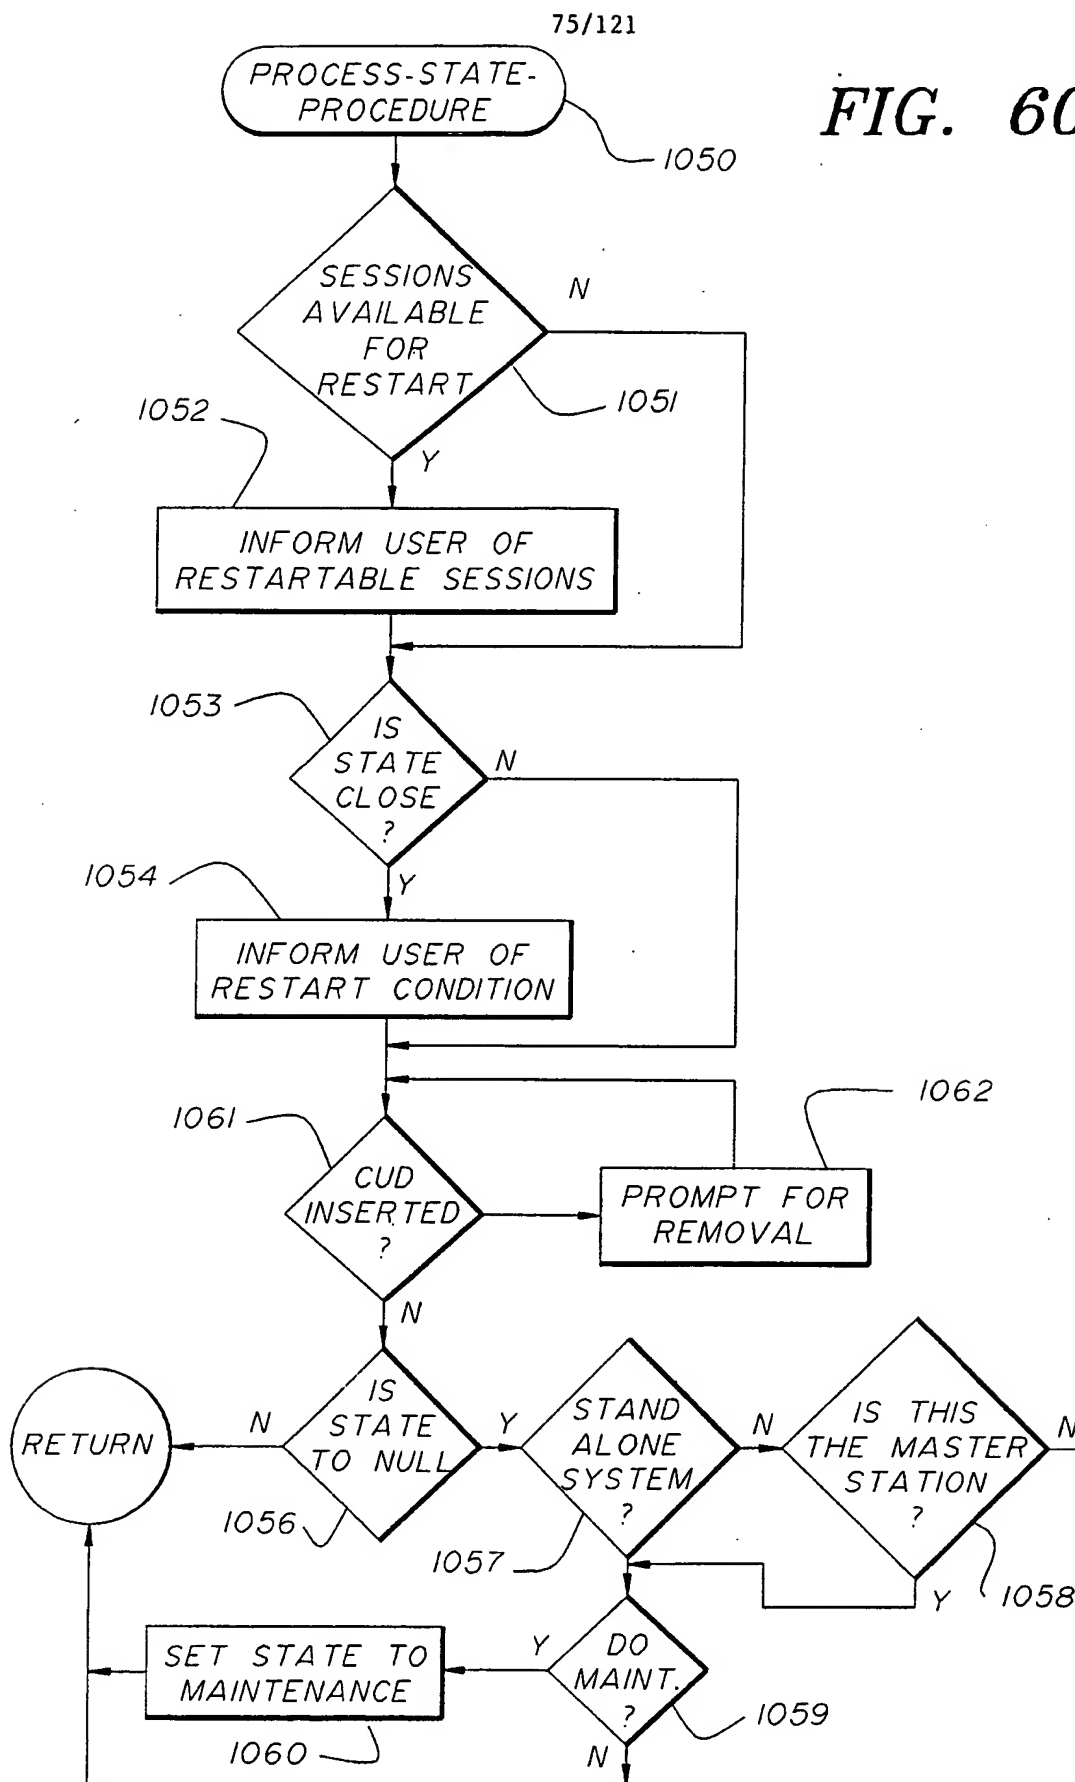 75/121
PROCESS-STATE-
PROCEDURE
FIG. 60
1050
SESSIONS
AVAILABLE
FOR
RESTART
N
1051
1052
Y
INFORM USER OF
RESTARTABLE SESSIONS
1053
IS
STATE
CLOSE
?
N
1054
Y
INFORM USER OF
RESTART CONDITION
1061
CUD
INSERTED
?
1062
PROMPT FOR
REMOVAL
N
RETURN
N
IS
STATE
TO NULL
Y
1056
STAND
ALONE
SYSTEM
?
N
1057
IS THIS
THE MASTER
STATION
?
N
Y
1058
SET STATE TO
MAINTENANCE
Y
DO
MAINT.
?
1059
1060
N